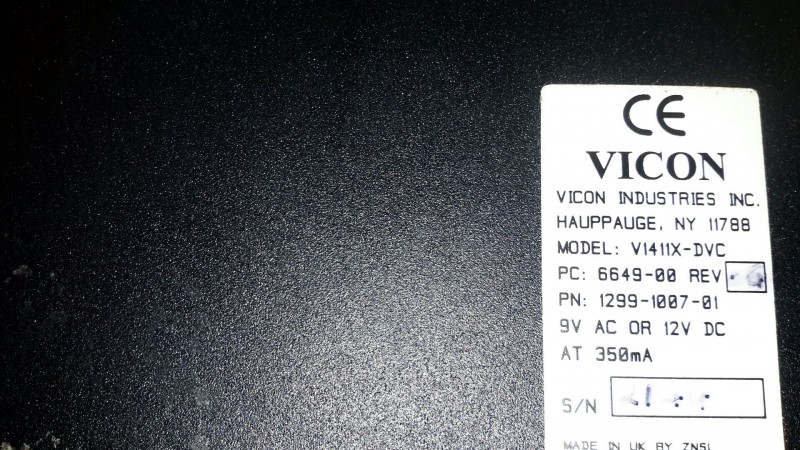 CE
VICON
VICON INDUSTRIES INC.
HAUPPAUGE, NY 11788
MODEL: V1411X-DVC
PC: 6649-00 REV
PN: 1299-1007-01
9V AC OR 12V DC
AT 350mA
S/N
MADE IN UK BY